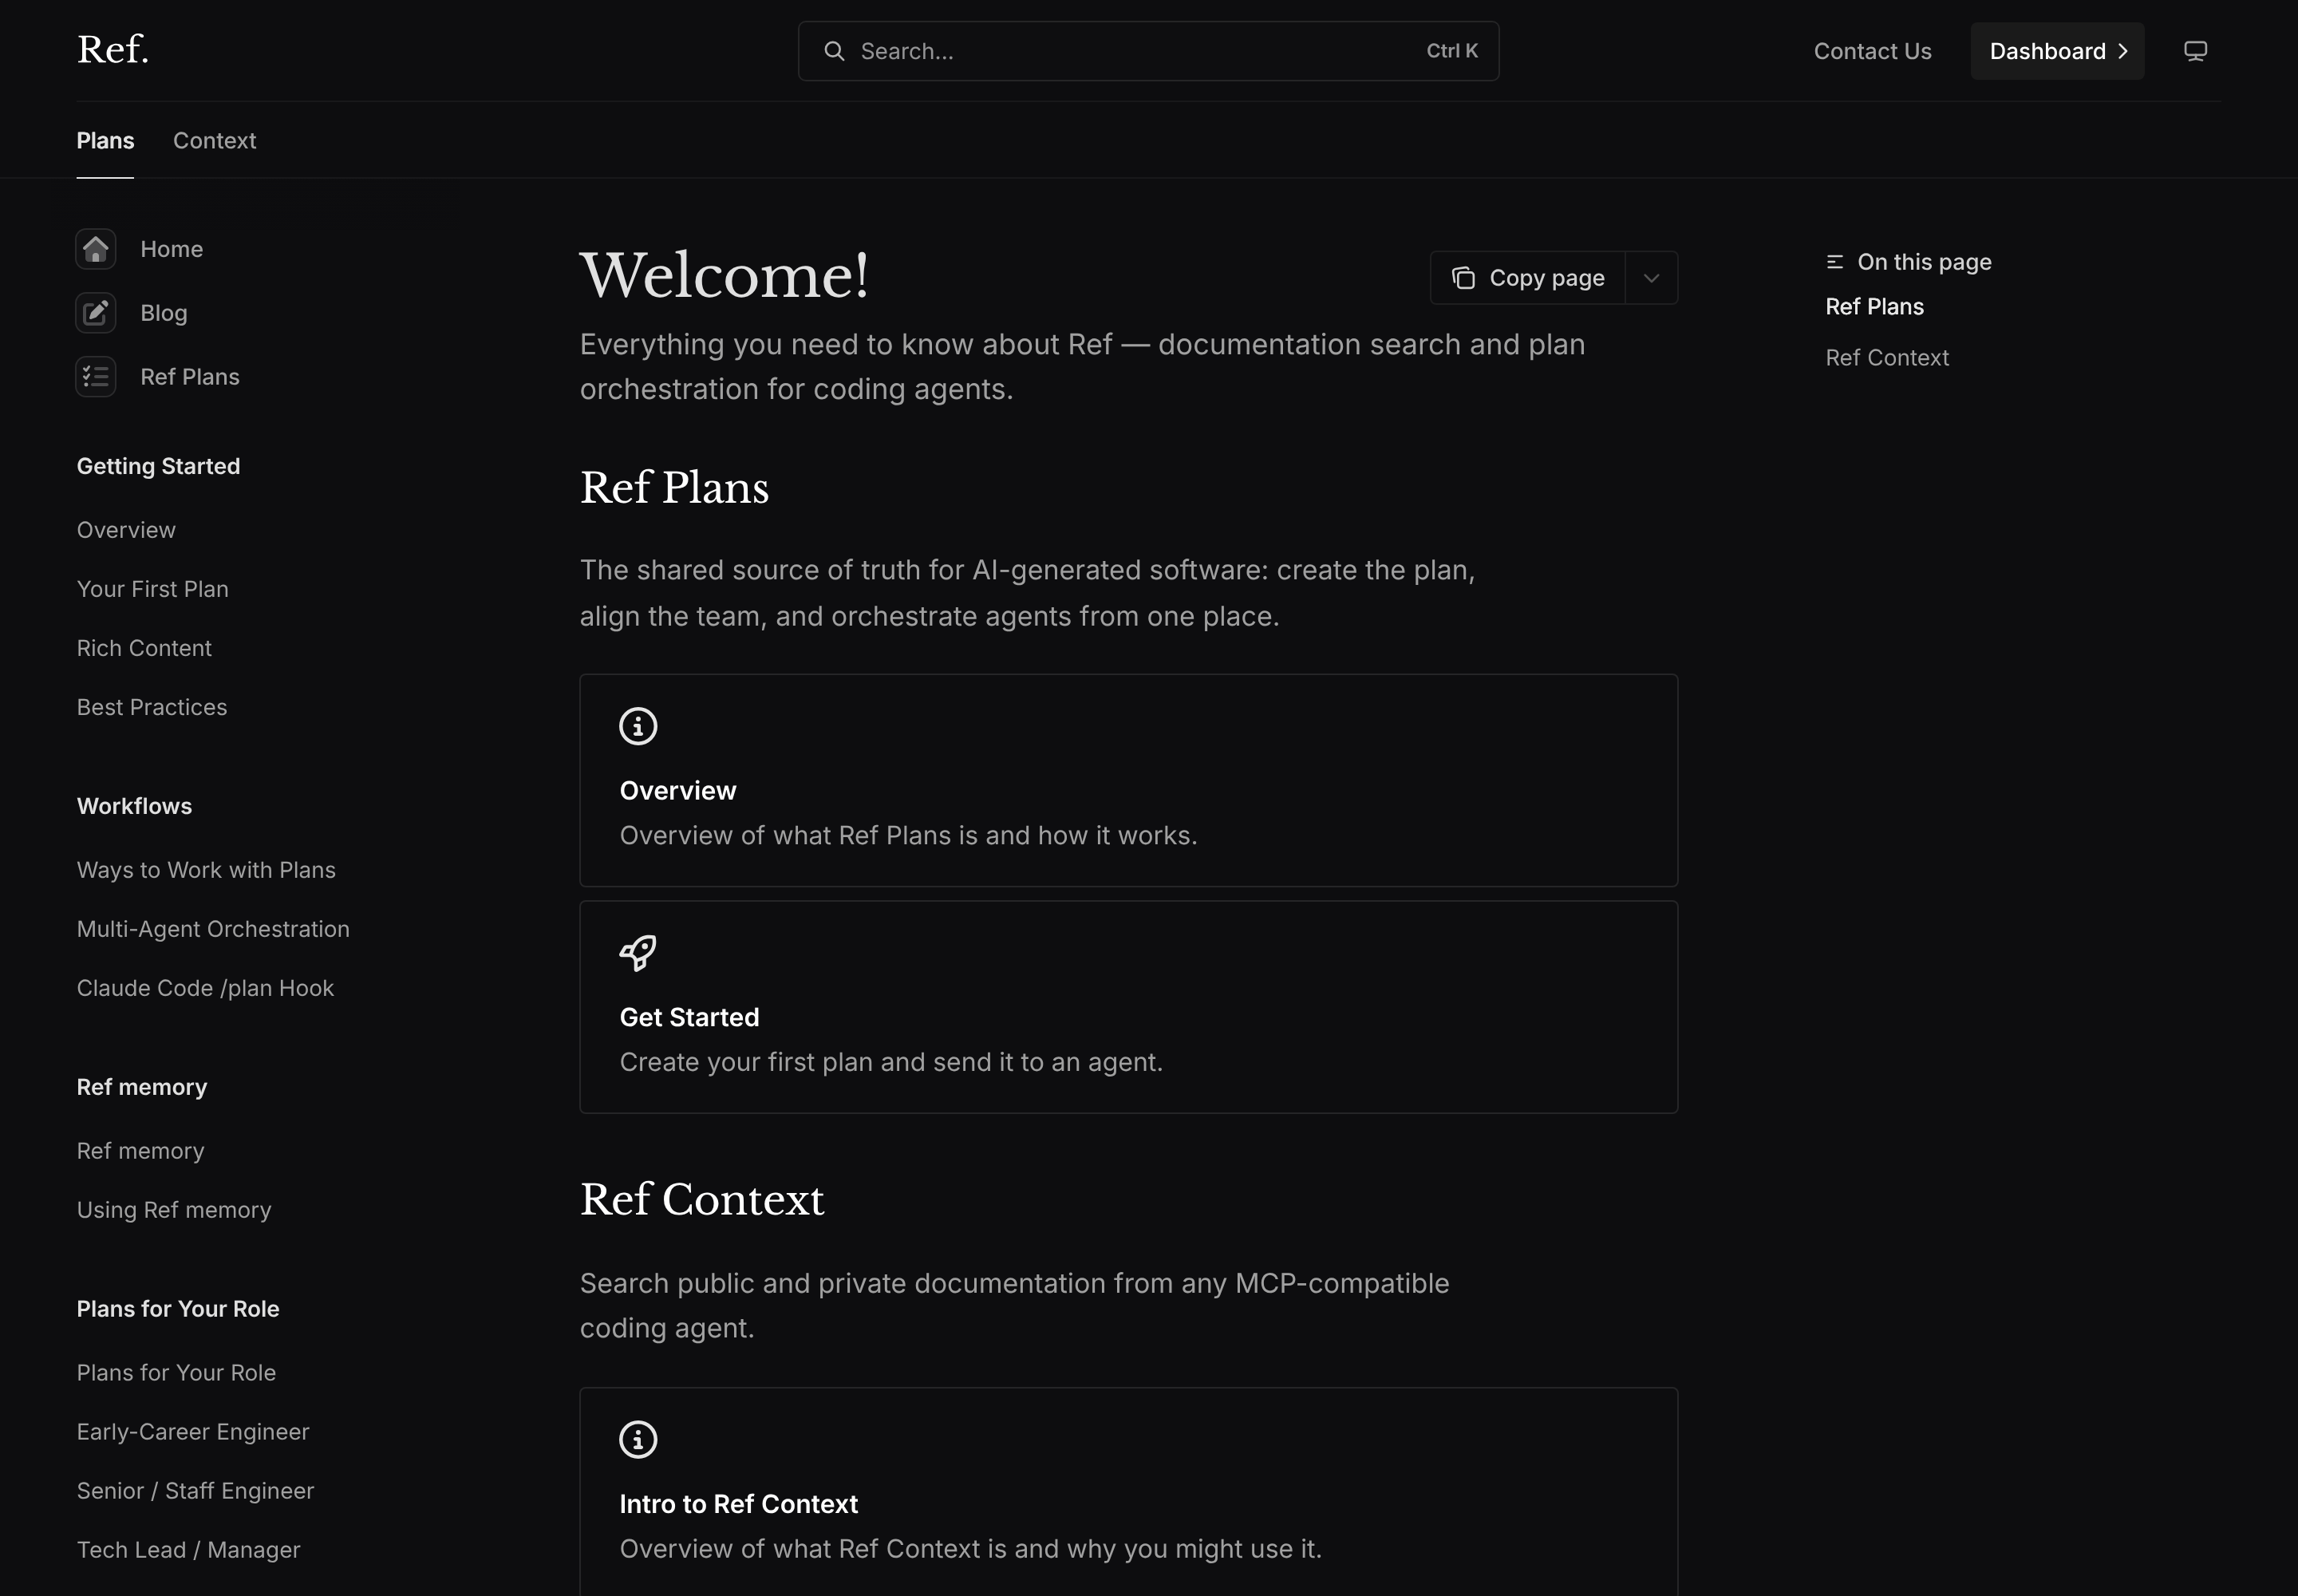 Ref.
Search...
Ctrl K
Contact Us
Dashboard
Plans
Context
Home
Blog
Ref Plans
Getting Started
Overview
Your First Plan
Rich Content
Best Practices
Workflows
Ways to Work with Plans
Multi-Agent Orchestration
Claude Code /plan Hook
Ref memory
Ref memory
Using Ref memory
Plans for Your Role
Plans for Your Role
Early-Career Engineer
Senior / Staff Engineer
Tech Lead / Manager
Welcome!
Copy page
Everything you need to know about Ref — documentation search and plan
orchestration for coding agents.
Ref Plans
The shared source of truth for AI-generated software: create the plan,
align the team, and orchestrate agents from one place.
Overview
Overview of what Ref Plans is and how it works.
Get Started
Create your first plan and send it to an agent.
Ref Context
Search public and private documentation from any MCP-compatible
coding agent.
Intro to Ref Context
Overview of what Ref Context is and why you might use it.
On this page
Ref Plans
Ref Context